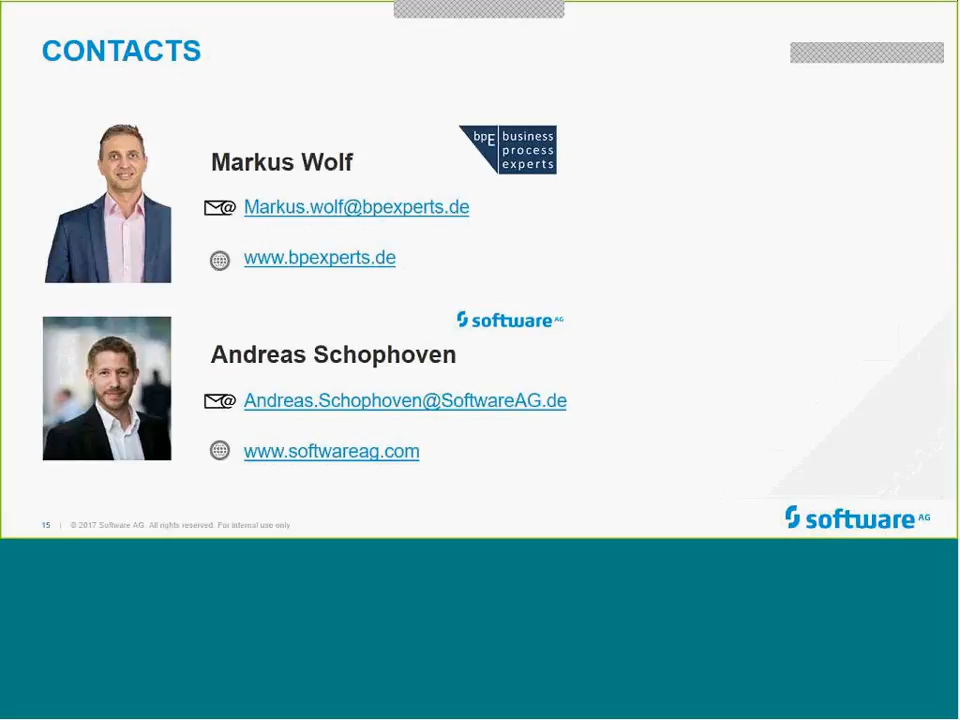 CONTACTS
bpE business
process
experts
Markus Wolf
Markus.wolf@bpexperts.de
www.bpexperts.de
software AG
Andreas Schophoven
Andreas.Schophoven@SoftwareAG.de
www.softwareag.com
15 | © 2017 Software AG. All rights reserved. For internal use only
software AG